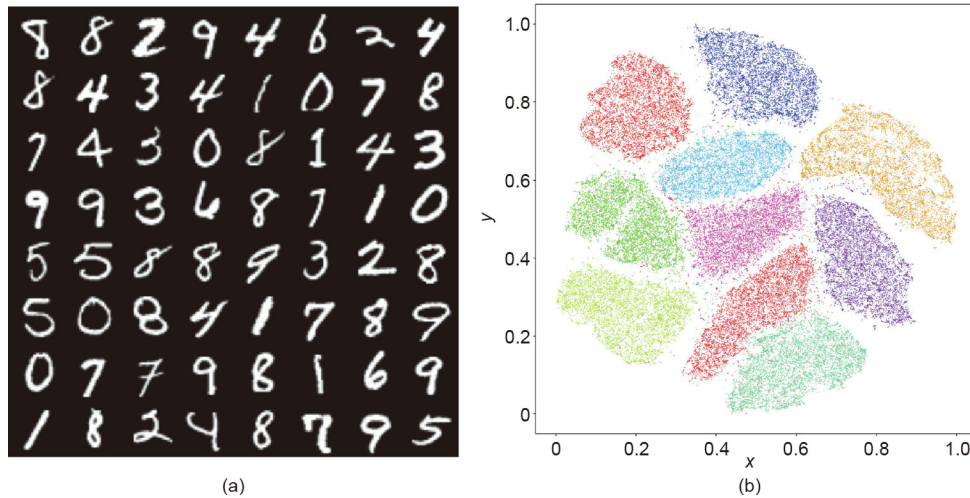 8 8 2 9 4 6 2 4
8 4 3 4 1 0 7 8
7 4 3 0 8 1 4 3
9 9 3 6 8 7 1 0
5 5 8 8 9 3 2 8
5 0 8 4 1 7 8 9
0 7 7 9 8 1 6 9
1 8 2 4 8 7 9 5
(a)
1.0
0.8
0.6
y
0.4
0.2
0
0 0.2 0.4 0.6 0.8 1.0
x
(b)